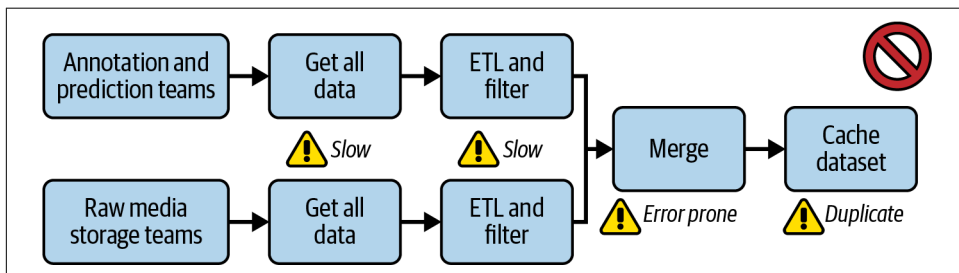 Annotation and
prediction teams
Get all
data
ETL and
filter
Slow
Slow
Merge
Error prone
Cache
dataset
Duplicate
Raw media
storage teams
Get all
data
ETL and
filter